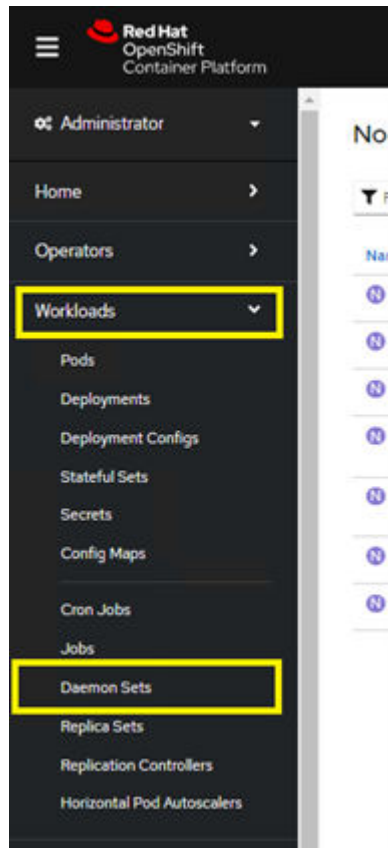 Red Hat
OpenShift
Container Platform
Administrator
No
Home
Operators
Workloads
Pods
Deployments
Deployment Configs
Stateful Sets
Secrets
Config Maps
Cron Jobs
Jobs
Daemon Sets
Replica Sets
Replication Controllers
Horizontal Pod Autoscalers
N
N
N
N
N
N
N